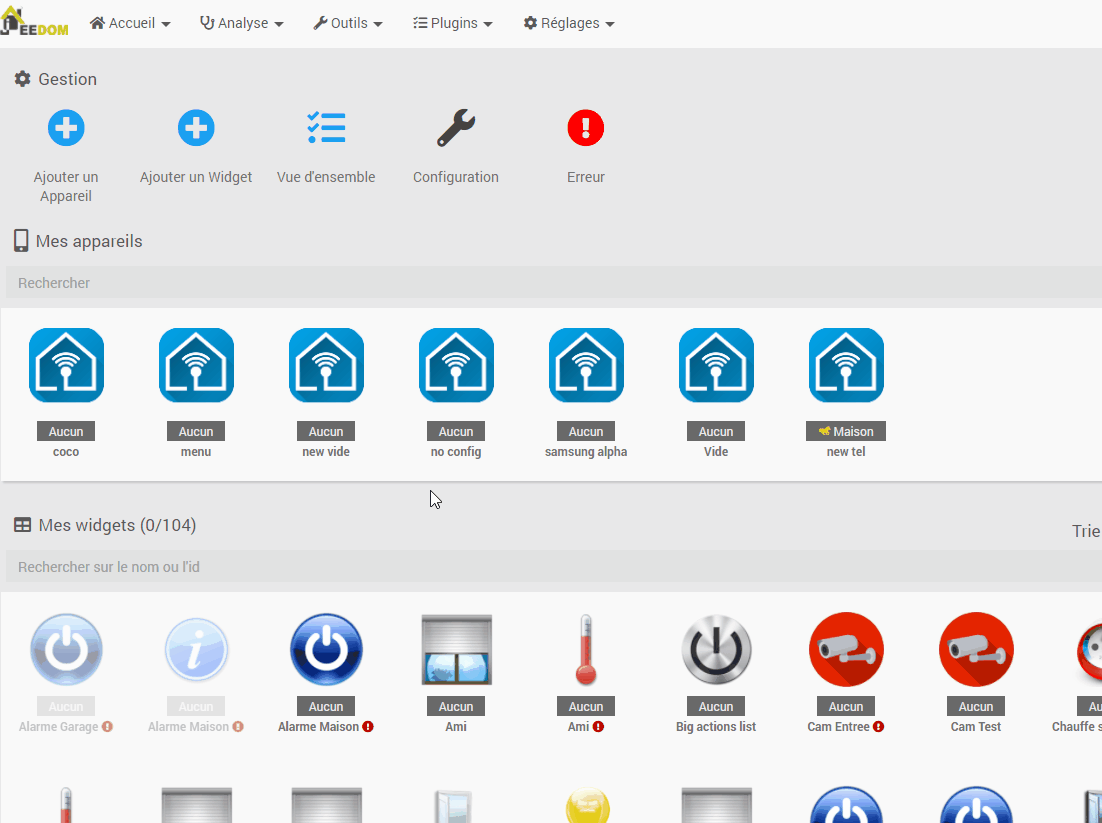 JEEDOM
Accueil
Analyse
Outils
Plugins
Réglages
Gestion
Ajouter un
Appareil
Ajouter un Widget
Vue d'ensemble
Configuration
Erreur
Mes appareils
Rechercher
Aucun
Aucun
Aucun
Aucun
Aucun
Aucun
Maison
coco
menu
new vide
no config
samsung alpha
Vide
new tel
Mes widgets (0/104)
Trie
Rechercher sur le nom ou l'id
Aucun
Aucun
Aucun
Aucun
Aucun
Aucun
Aucun
Aucun
Au
Alarme Garage
Alarme Maison
Alarme Maison
Ami
Ami
Big actions list
Cam Entree
Cam Test
Chauffe s